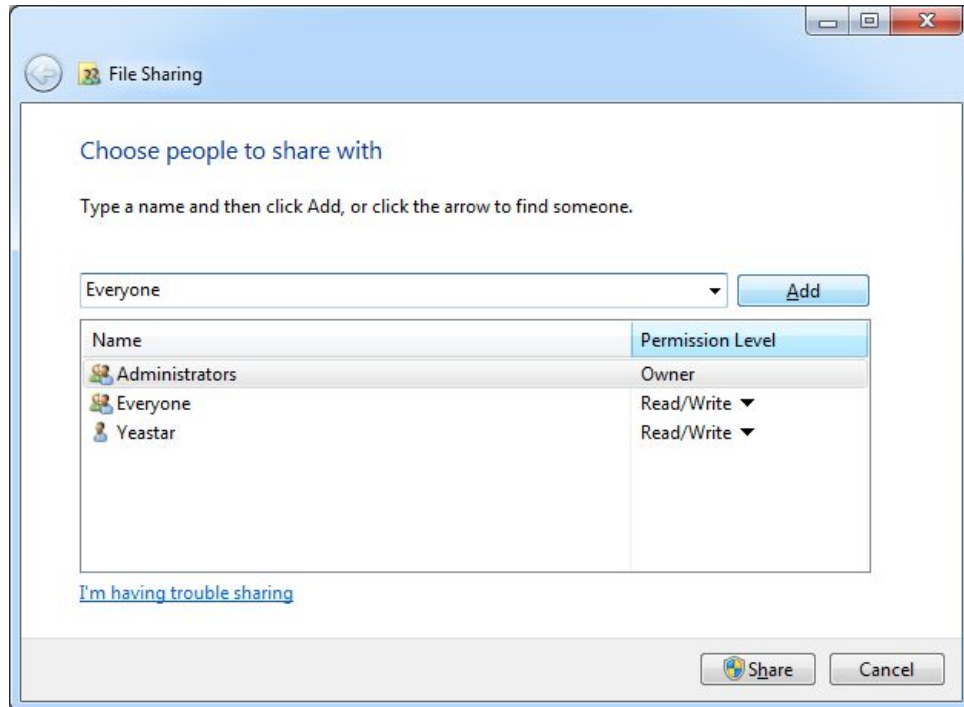 File Sharing
Choose people to share with
Type a name and then click Add, or click the arrow to find someone.
Everyone Add
Name Permission Level
Administrators Owner
Everyone Read/Write
Yeastar Read/Write
I'm having trouble sharing
Share Cancel